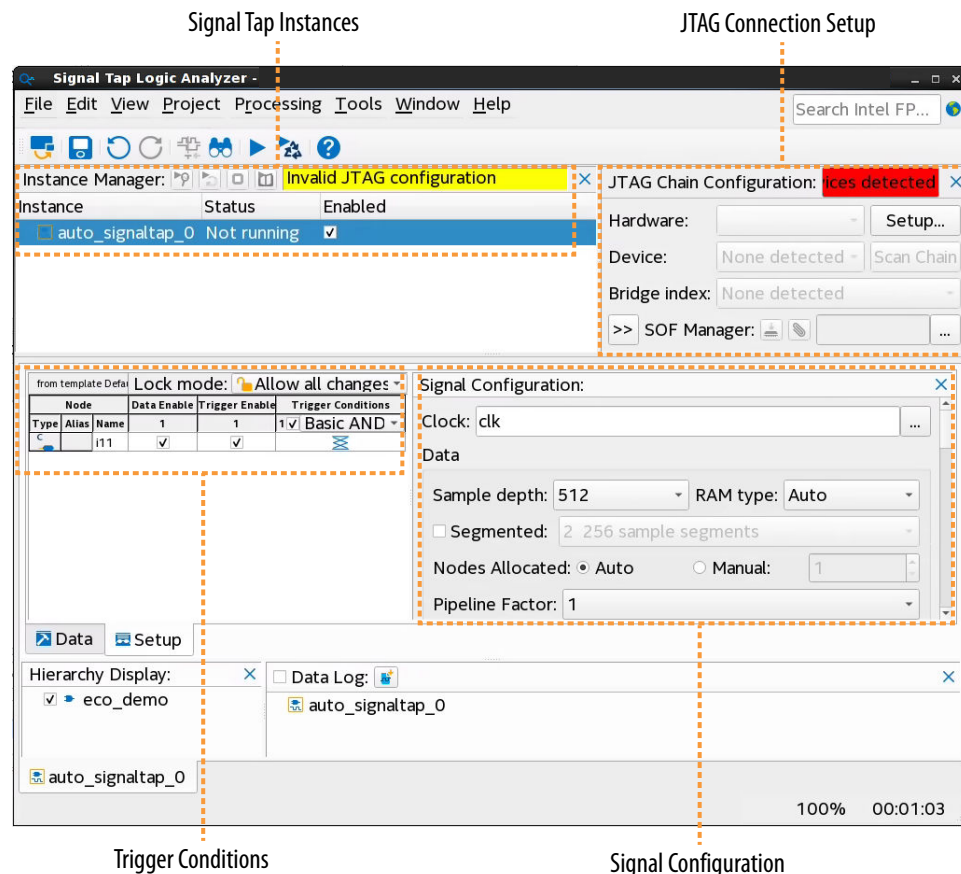 Signal Tap Instances
JTAG Connection Setup
Signal Tap Logic Analyzer -
File Edit View Project Processing Tools Window Help
Search Intel FP...
Instance Manager: Invalid JTAG configuration
JTAG Chain Configuration: ices detected
Instance Status Enabled
auto_signaltap_0 Not running
Hardware: Setup...
Device: None detected Scan Chain
Bridge index: None detected
>> SOF Manager: ...
from template Defau Lock mode: Allow all changes
Node Data Enable Trigger Enable Trigger Conditions
Type Alias Name 1 1 1 Basic AND
C i11
Signal Configuration:
Clock: clk ...
Data
Sample depth: 512 RAM type: Auto
Segmented: 2 256 sample segments
Nodes Allocated: Auto Manual: 1
Pipeline Factor: 1
Data Setup
Hierarchy Display:
eco_demo
Data Log:
auto_signaltap_0
auto_signaltap_0
100% 00:01:03
Trigger Conditions
Signal Configuration